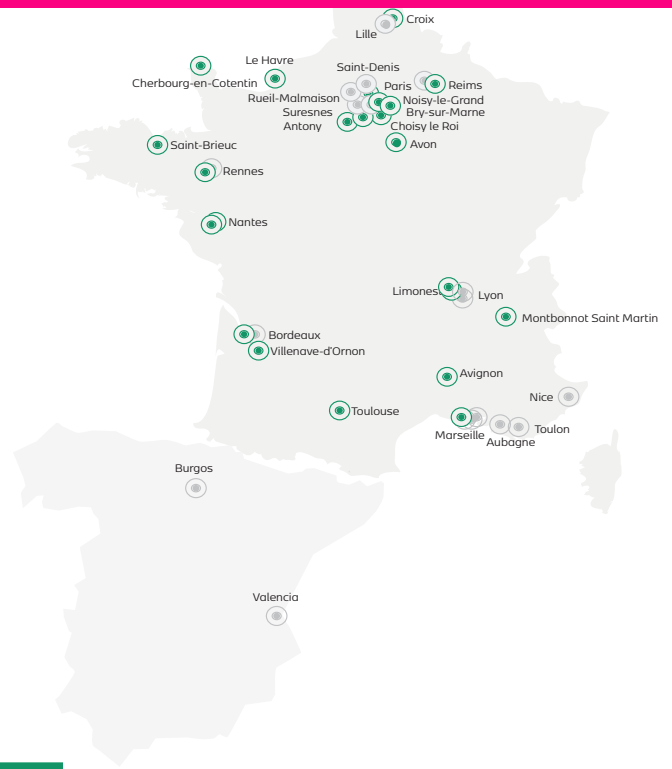 Croix
Lille
Le Havre
Cherbourg-en-Cotentin
Saint-Denis
Paris
Reims
Rueil-Malmaison
Noisy-le-Grand
Suresnes
Bry-sur-Marne
Antony
Choisy le Roi
Avon
Saint-Brieuc
Rennes
Nantes
Limones
Lyon
Montbonnot Saint Martin
Bordeaux
Villenave-d'Ornon
Avignon
Nice
Toulouse
Marseille
Toulon
Aubagne
Burgos
Valencia